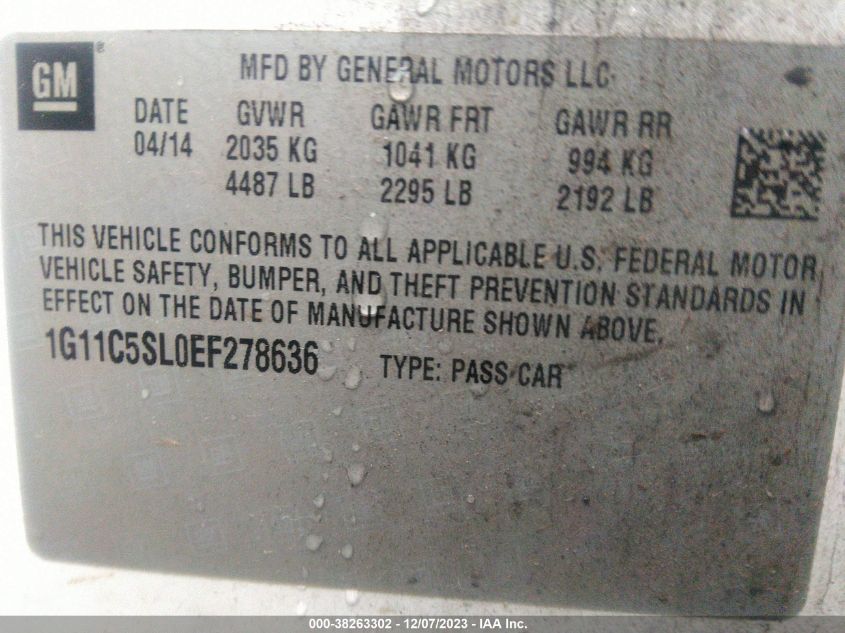 GM®
MFD BY GENERAL MOTORS LLC
DATE GVWR GAWR FRT GAWR RR
04/14 2035 KG 1041 KG 994 KG
4487 LB 2295 LB 2192 LB
THIS VEHICLE CONFORMS TO ALL APPLICABLE U.S. FEDERAL MOTOR
VEHICLE SAFETY, BUMPER, AND THEFT PREVENTION STANDARDS IN
EFFECT ON THE DATE OF MANUFACTURE SHOWN ABOVE.
1G11C5SL0EF278636 TYPE: PASS CAR
000-38263302 - 12/07/2023 - IAA Inc.